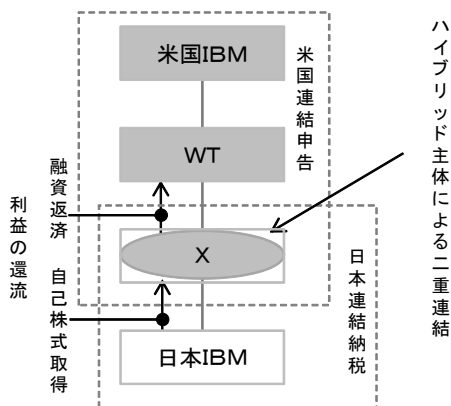 米国IBM
WT
X
日本IBM
米国連結申告
日本連結納税
ハイブリッド主体による二重連結
融資返済
利益の還流
自己株式取得